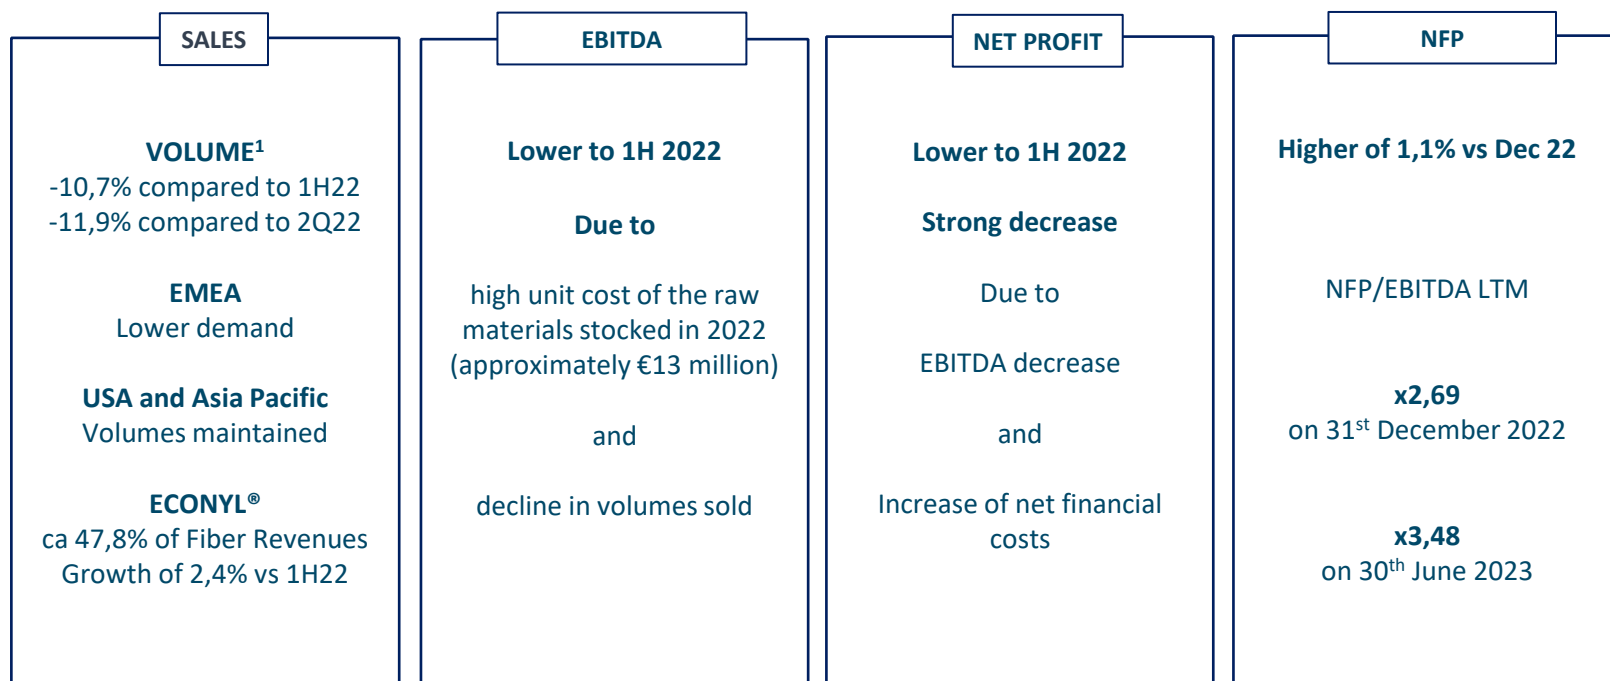 SALES
VOLUME¹
-10,7% compared to 1H22
-11,9% compared to 2Q22
EMEA
Lower demand
USA and Asia Pacific
Volumes maintained
ECONYL®
ca 47,8% of Fiber Revenues
Growth of 2,4% vs 1H22
EBITDA
Lower to 1H 2022
Due to
high unit cost of the raw
materials stocked in 2022
(approximately €13 million)
and
decline in volumes sold
NET PROFIT
Lower to 1H 2022
Strong decrease
Due to
EBITDA decrease
and
Increase of net financial
costs
NFP
Higher of 1,1% vs Dec 22
NFP/EBITDA LTM
x2,69
on 31st December 2022
x3,48
on 30th June 2023